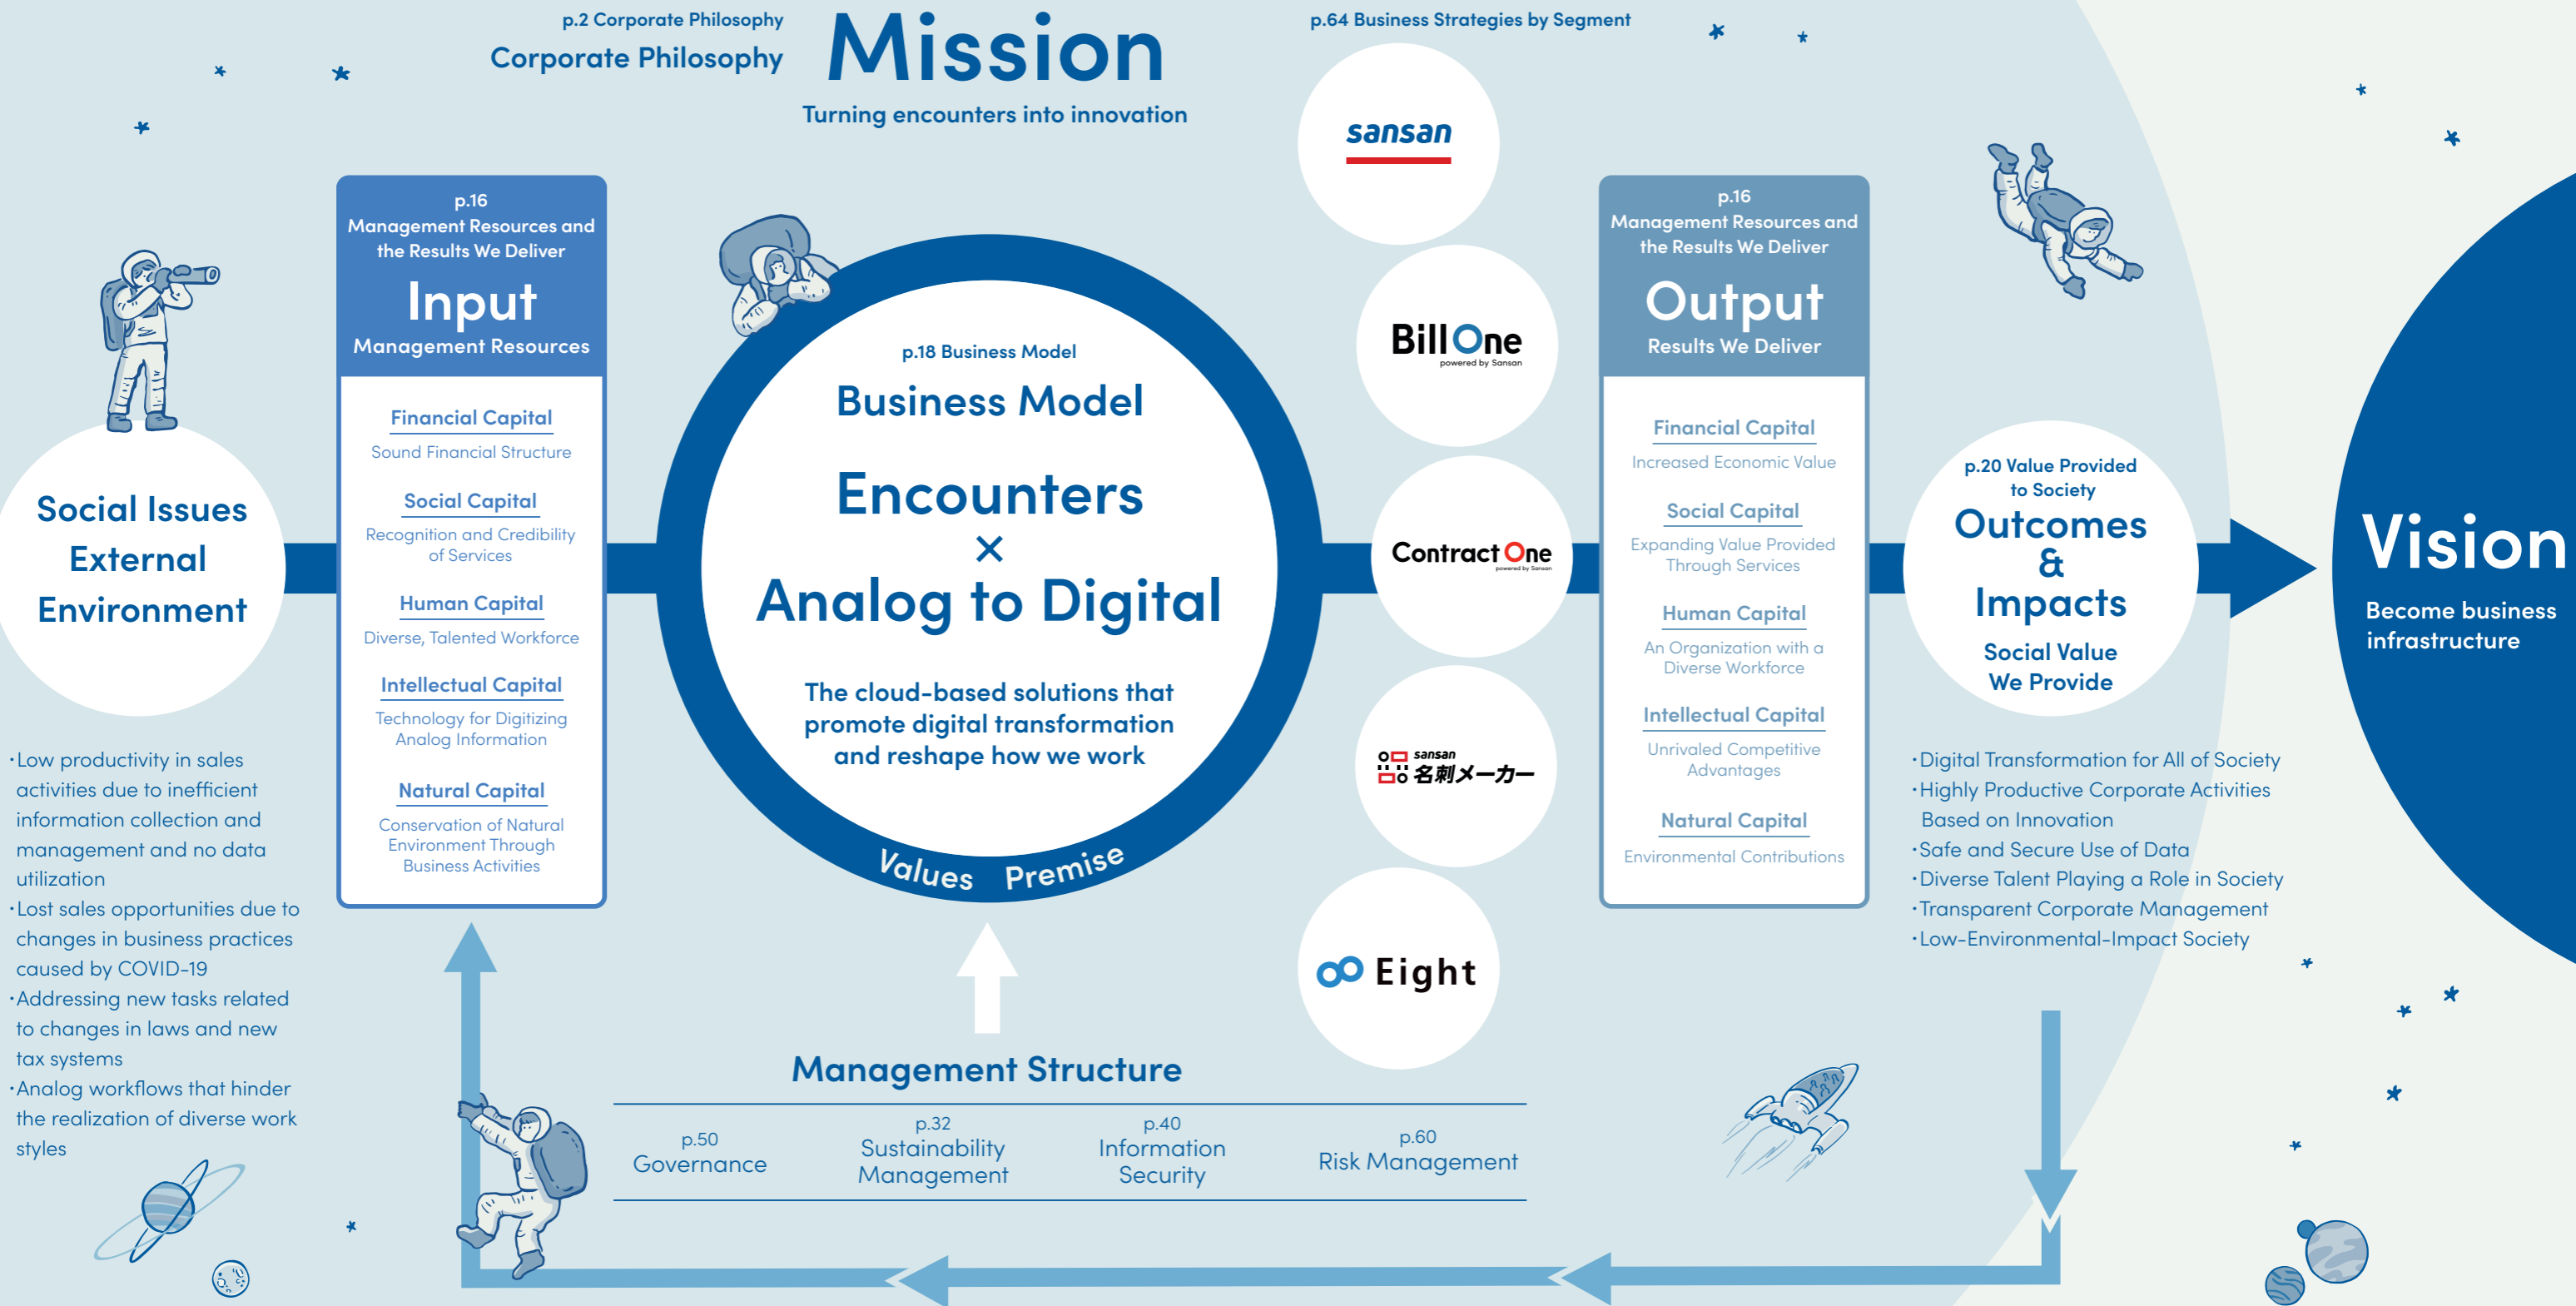 p.2 Corporate Philosophy
Corporate Philosophy
Mission
Turning encounters into innovation
p.64 Business Strategies by Segment
Social Issues
External
Environment
・Low productivity in sales
activities due to inefficient
information collection and
management and no data
utilization
・Lost sales opportunities due to
changes in business practices
caused by COVID-19
・Addressing new tasks related
to changes in laws and new
tax systems
・Analog workflows that hinder
the realization of diverse work
styles
p.16
Management Resources and
the Results We Deliver
Input
Management Resources
Financial Capital
Sound Financial Structure
Social Capital
Recognition and Credibility
of Services
Human Capital
Diverse, Talented Workforce
Intellectual Capital
Technology for Digitizing
Analog Information
Natural Capital
Conservation of Natural
Environment Through
Business Activities
p.18 Business Model
Business Model
Encounters
×
Analog to Digital
The cloud-based solutions that
promote digital transformation
and reshape how we work
Values Premise
sansan
Bill One
powered by Sansan
Contract One
powered by Sansan
sansan
名刺メーカー
Eight
p.16
Management Resources and
the Results We Deliver
Output
Results We Deliver
Financial Capital
Increased Economic Value
Social Capital
Expanding Value Provided
Through Services
Human Capital
An Organization with a
Diverse Workforce
Intellectual Capital
Unrivaled Competitive
Advantages
Natural Capital
Environmental Contributions
p.20 Value Provided
to Society
Outcomes
&
Impacts
Social Value
We Provide
・Digital Transformation for All of Society
・Highly Productive Corporate Activities
Based on Innovation
・Safe and Secure Use of Data
・Diverse Talent Playing a Role in Society
・Transparent Corporate Management
・Low-Environmental-Impact Society
Vision
Become business
infrastructure
Management Structure
p.50
Governance
p.32
Sustainability
Management
p.40
Information
Security
p.60
Risk Management